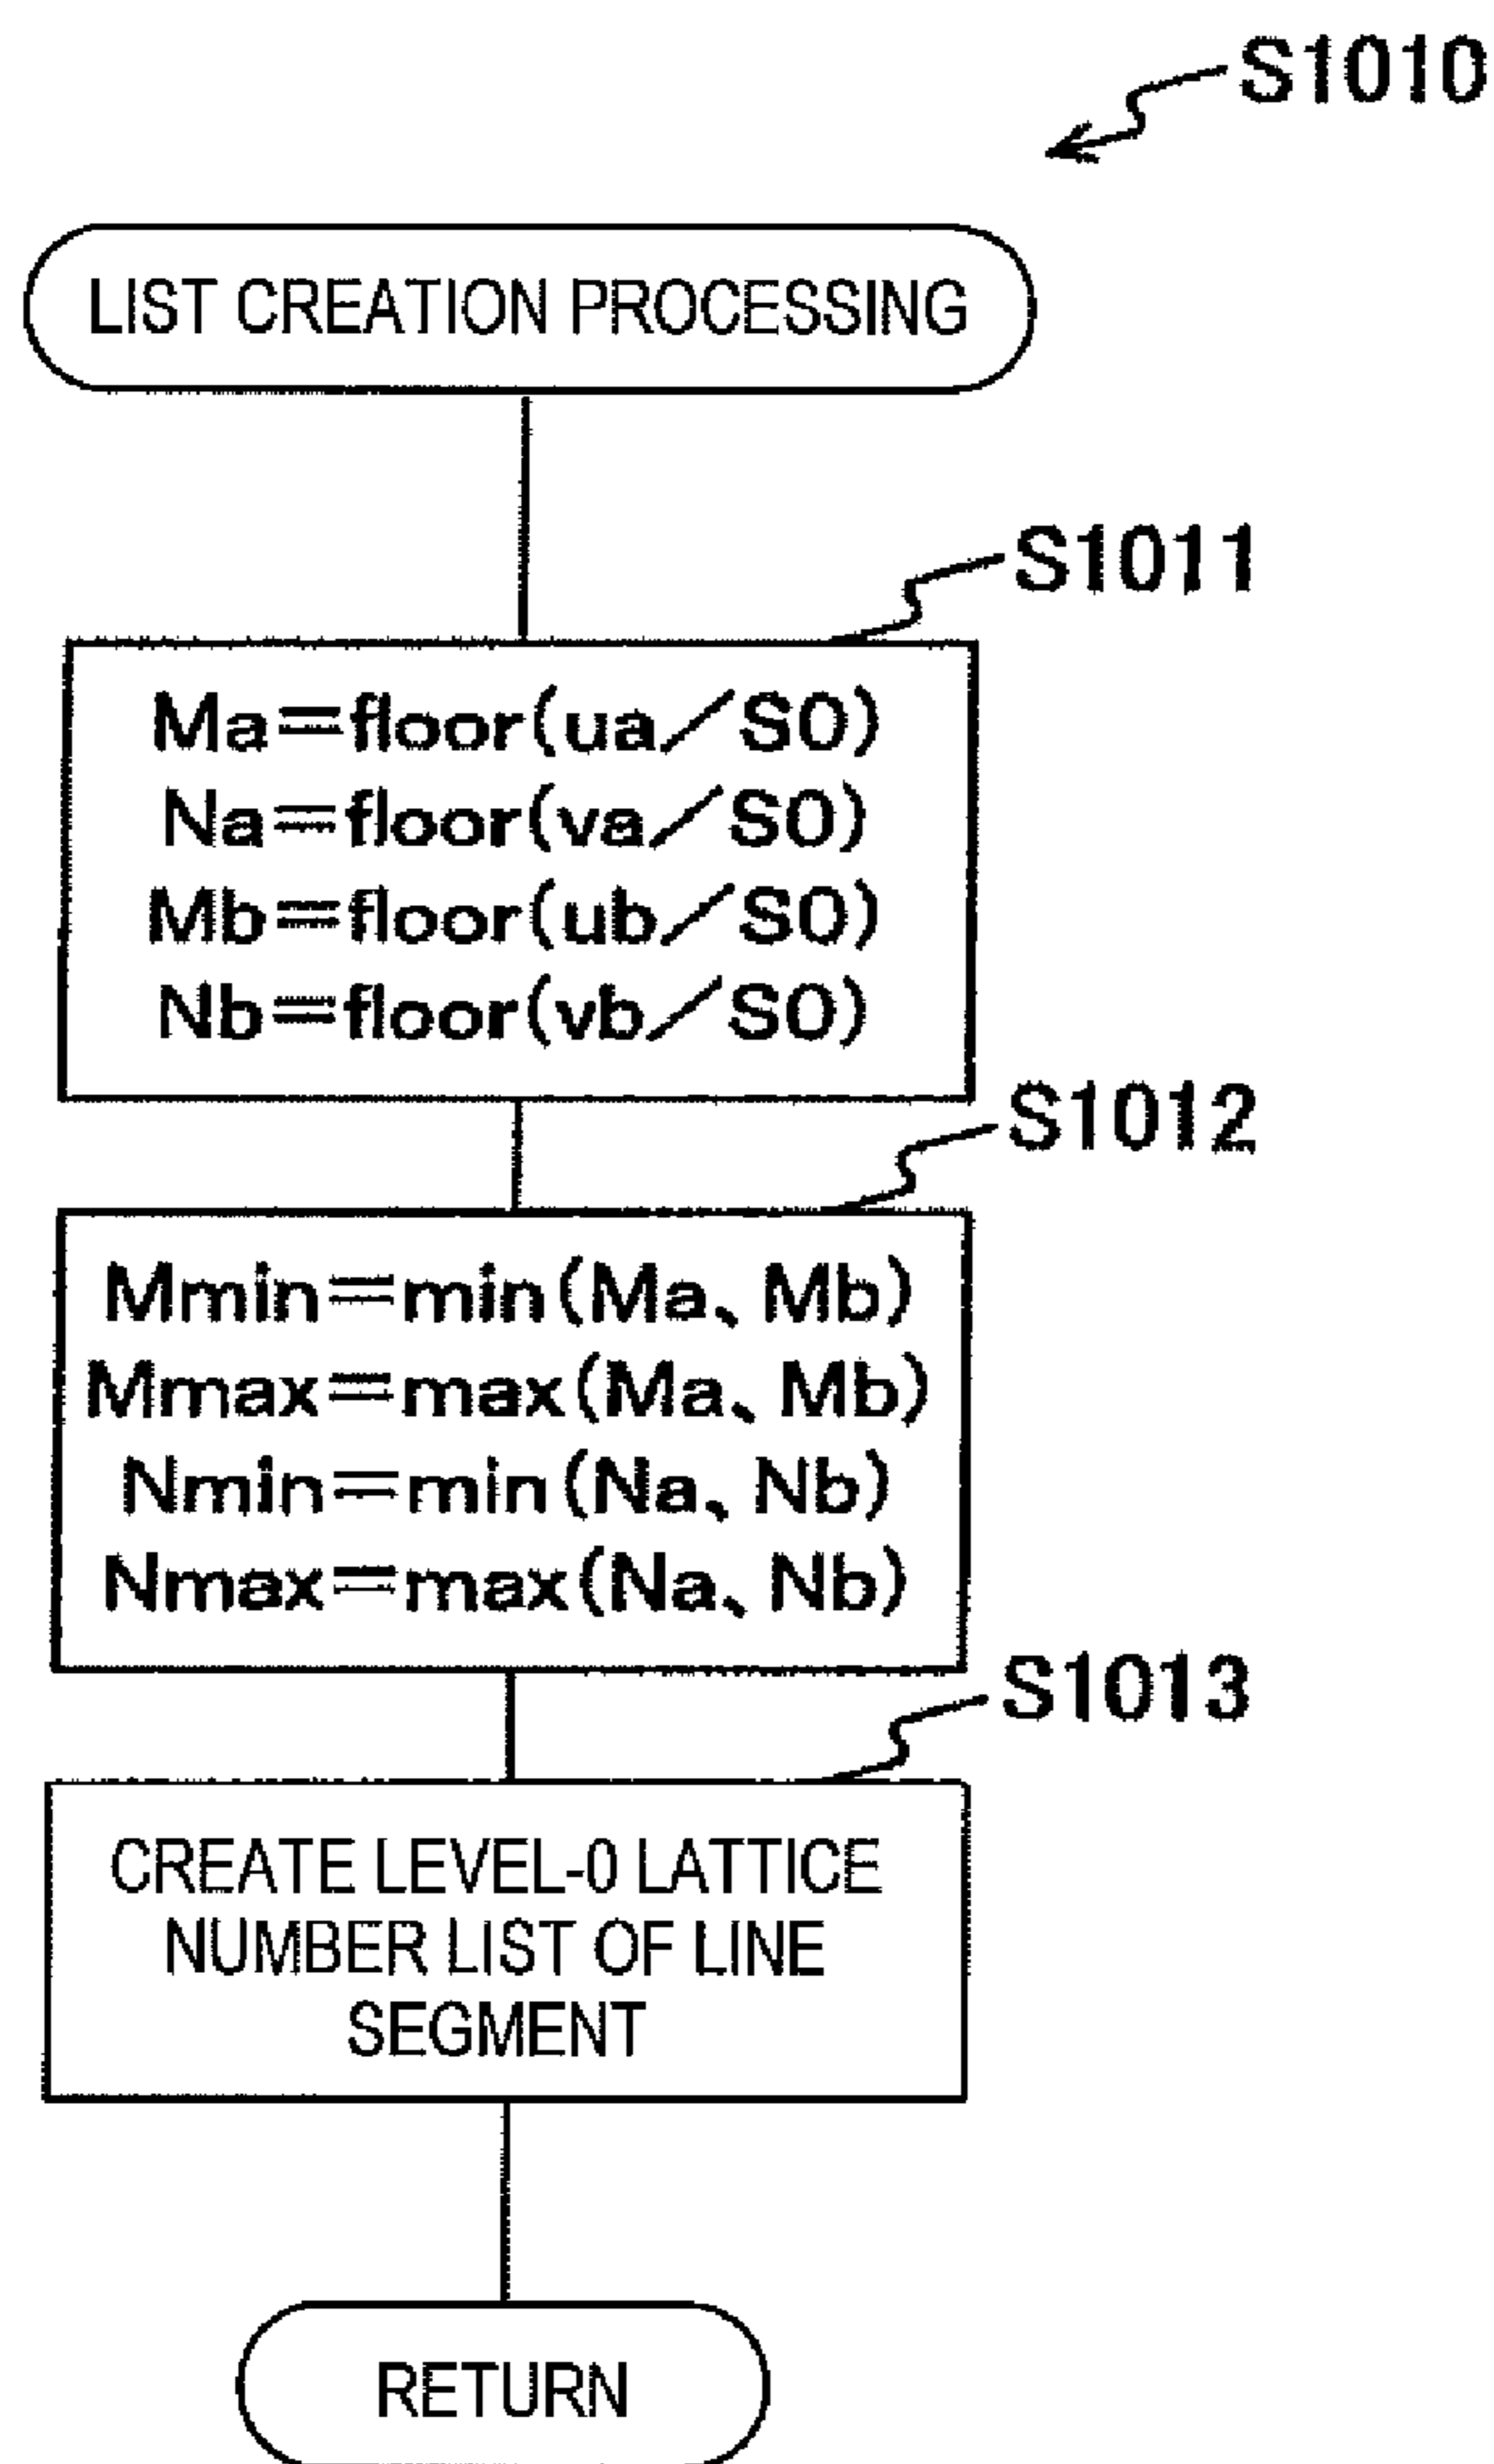 S1010
LIST CREATION PROCESSING
S1011
Ma=floor(ua/S0)
Na=floor(va/S0)
Mb=floor(ub/S0)
Nb=floor(vb/S0)
S1012
Mmin=min(Ma、Mb)
Mmax=max(Ma、Mb)
Nmin=min(Na、Nb)
Nmax=max(Na、Nb)
S1013
CREATE LEVEL-0 LATTICE
NUMBER LIST OF LINE
SEGMENT
RETURN